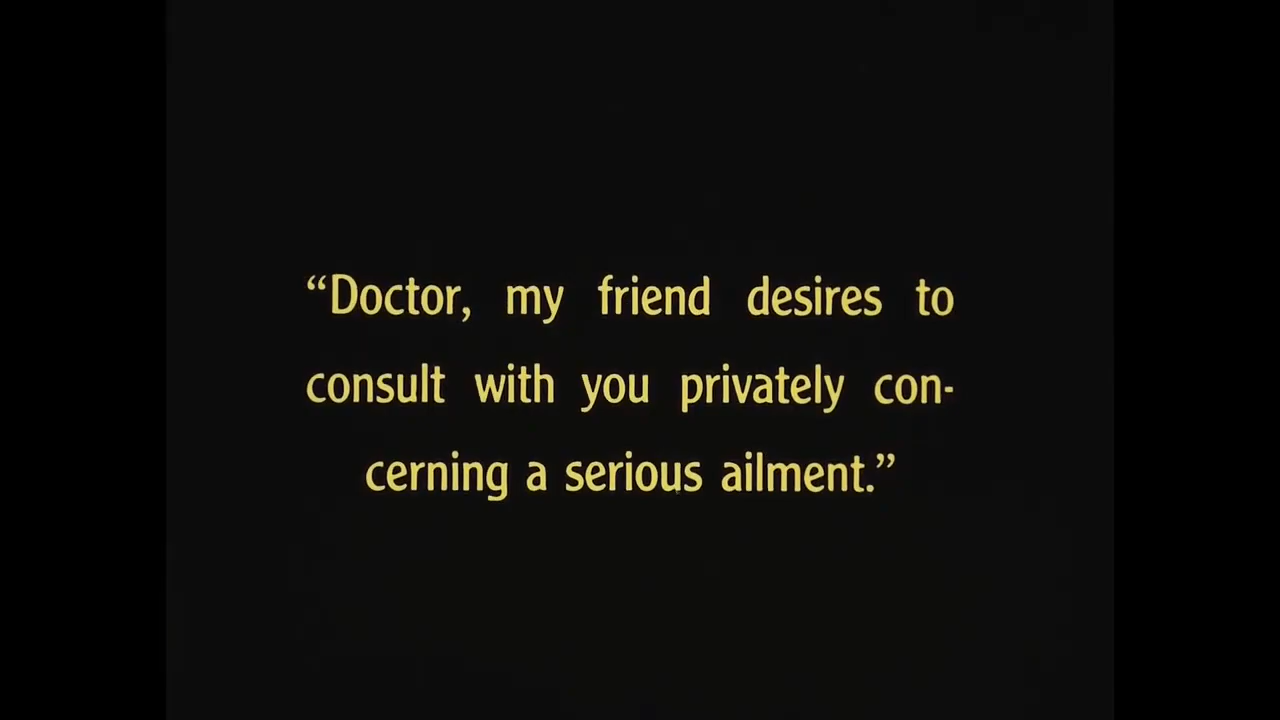 “Doctor, my friend desires to
consult with you privately con-
cerning a serious ailment.”